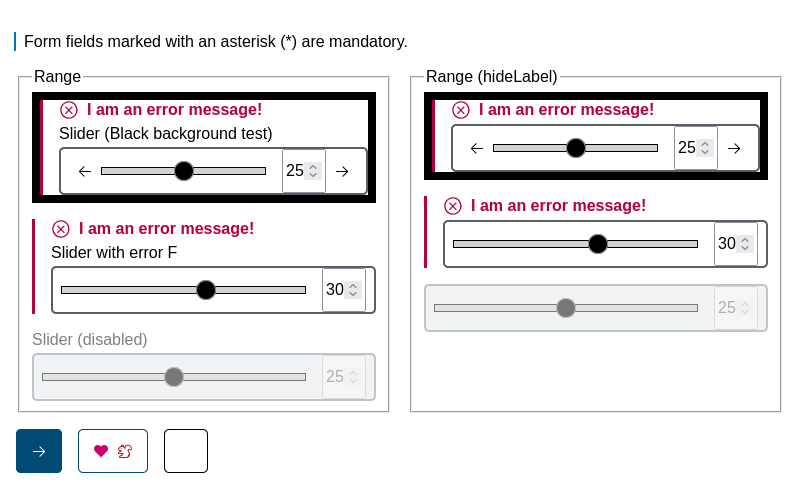 Form fields marked with an asterisk (*) are mandatory.
Range
I am an error message!
Slider (Black background test)
25
I am an error message!
Slider with error F
30
Slider (disabled)
25
Range (hideLabel)
I am an error message!
25
I am an error message!
30
25